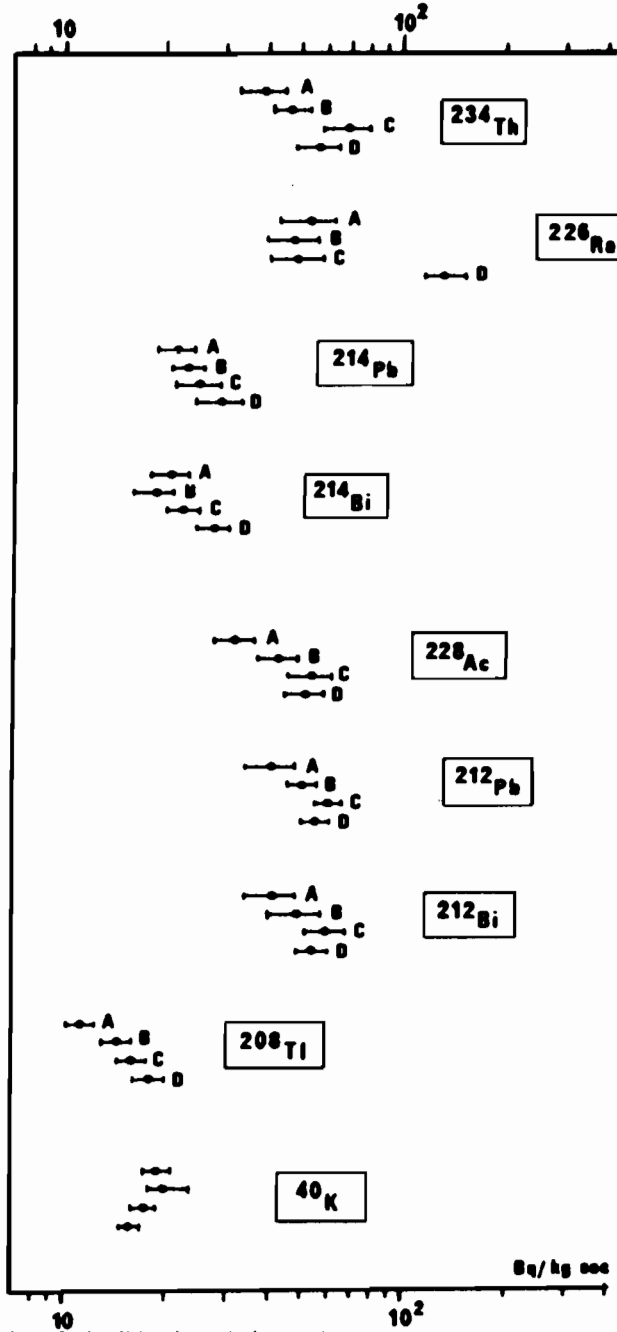 10 10²
A
B
C
D
²³⁴Th
A
B
C
D
²²⁶Ra
A
B
C
D
²¹⁴Pb
A
B
C
D
²¹⁴Bi
A
B
C
D
²²⁸Ac
A
B
C
D
²¹²Pb
A
B
C
D
²¹²Bi
A
B
C
D
²⁰⁸Tl
⁴⁰K
Bq/kg sec
10 10²